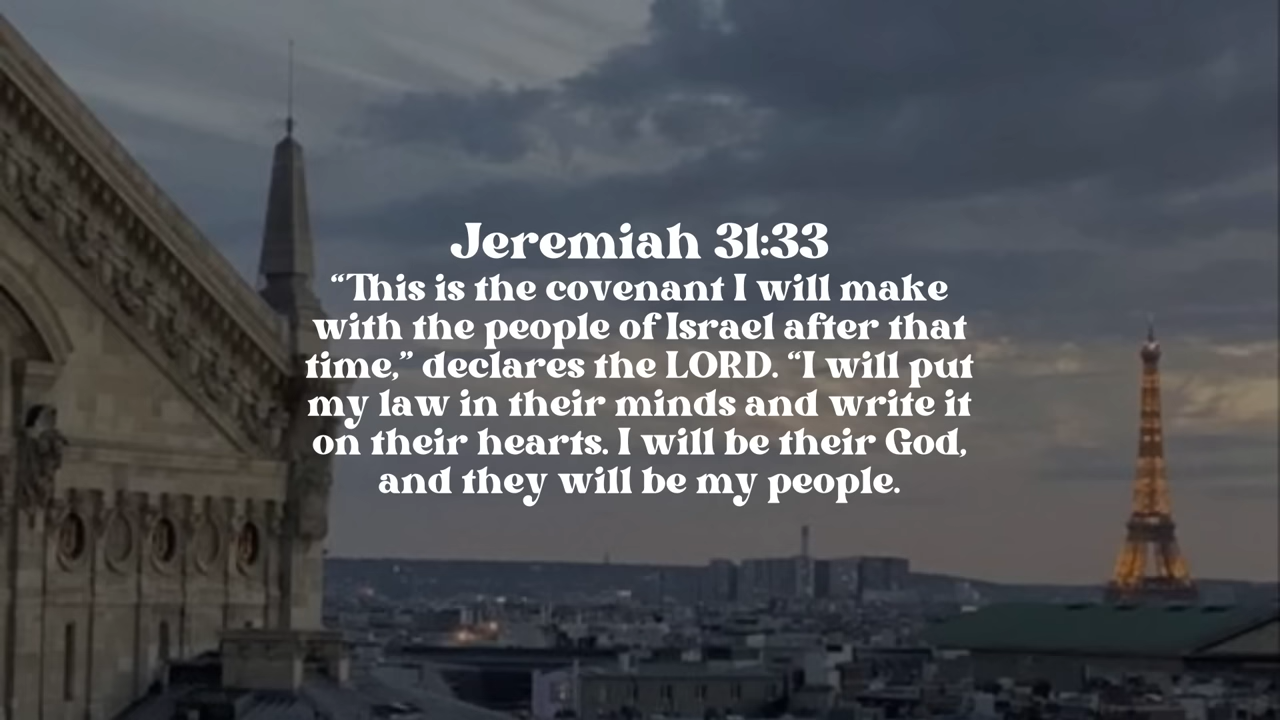 Jeremiah 31:33
“This is the covenant I will make
with the people of Israel after that
time,” declares the LORD. “I will put
my law in their minds and write it
on their hearts. I will be their God,
and they will be my people.